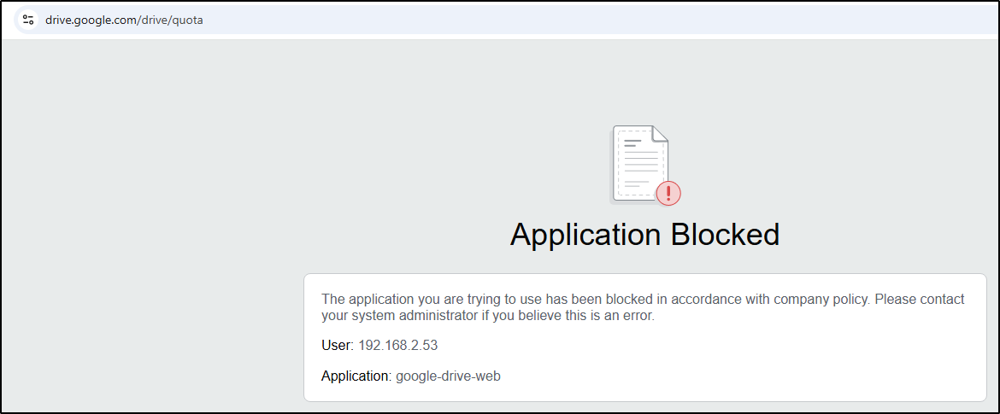 drive.google.com/drive/quota
Application Blocked
The application you are trying to use has been blocked in accordance with company policy. Please contact
your system administrator if you believe this is an error.
User: 192.168.2.53
Application: google-drive-web